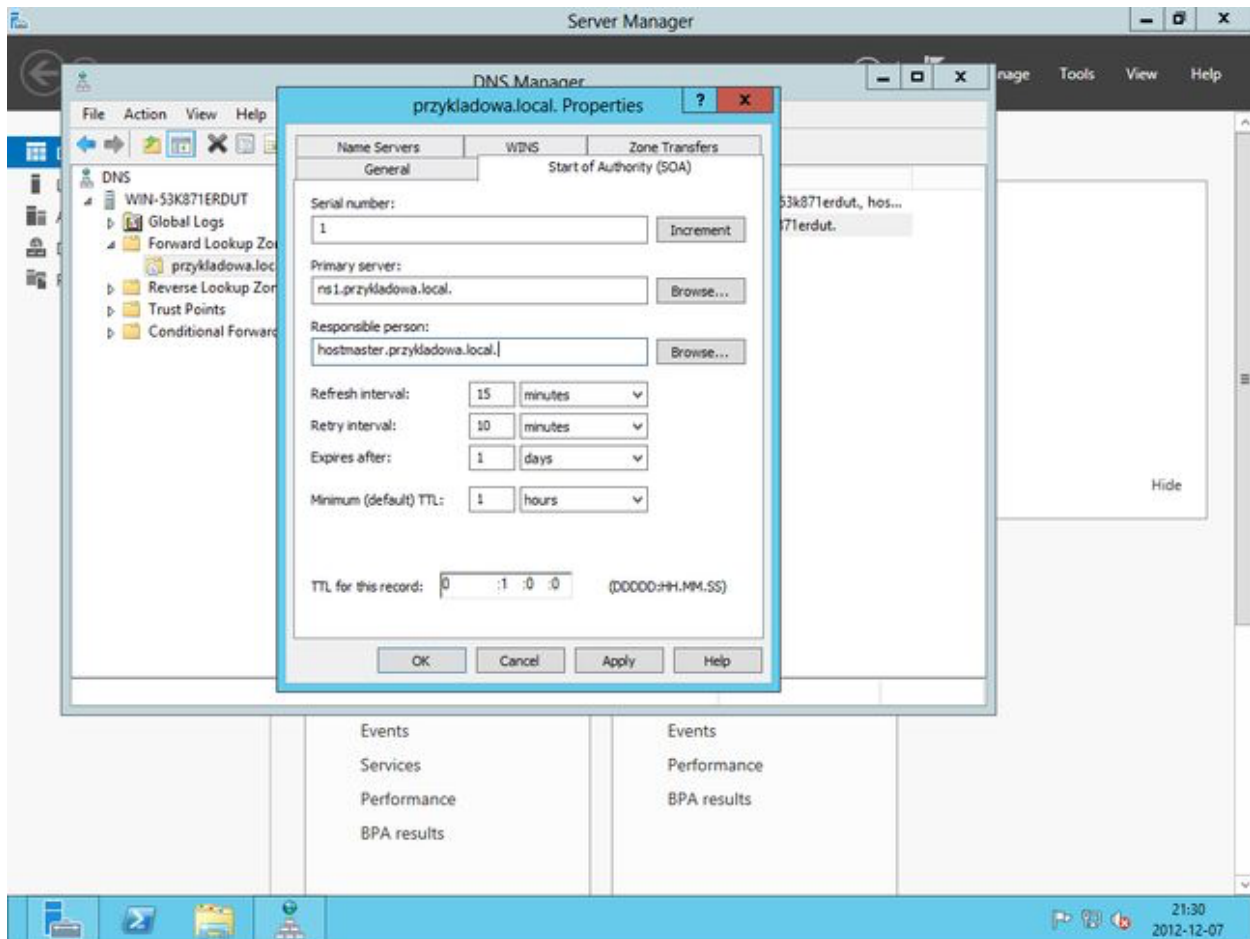 Server Manager
nage Tools View Help
DNS Manager
File Action View Help
przykladowa.local. Properties
?
Name Servers WINS Zone Transfers
General Start of Authority (SOA)
DNS
WIN-53K871ERDUT
Global Logs
Forward Lookup Zo
przykladowa.loc
Reverse Lookup Zon
Trust Points
Conditional Forward
53k871erdut., hos...
71erdut.
Serial number:
1
Increment
Primary server:
ns1.przykladowa.local.
Browse...
Responsible person:
hostmaster.przykladowa.local.
Browse...
Refresh interval: 15 minutes
Retry interval: 10 minutes
Expires after: 1 days
Minimum (default) TTL: 1 hours
TTL for this record: 0 :1 :0 :0 (DDDDD:HH.MM.SS)
OK Cancel Apply Help
Hide
Events
Services
Performance
BPA results
Events
Performance
BPA results
21:30
2012-12-07